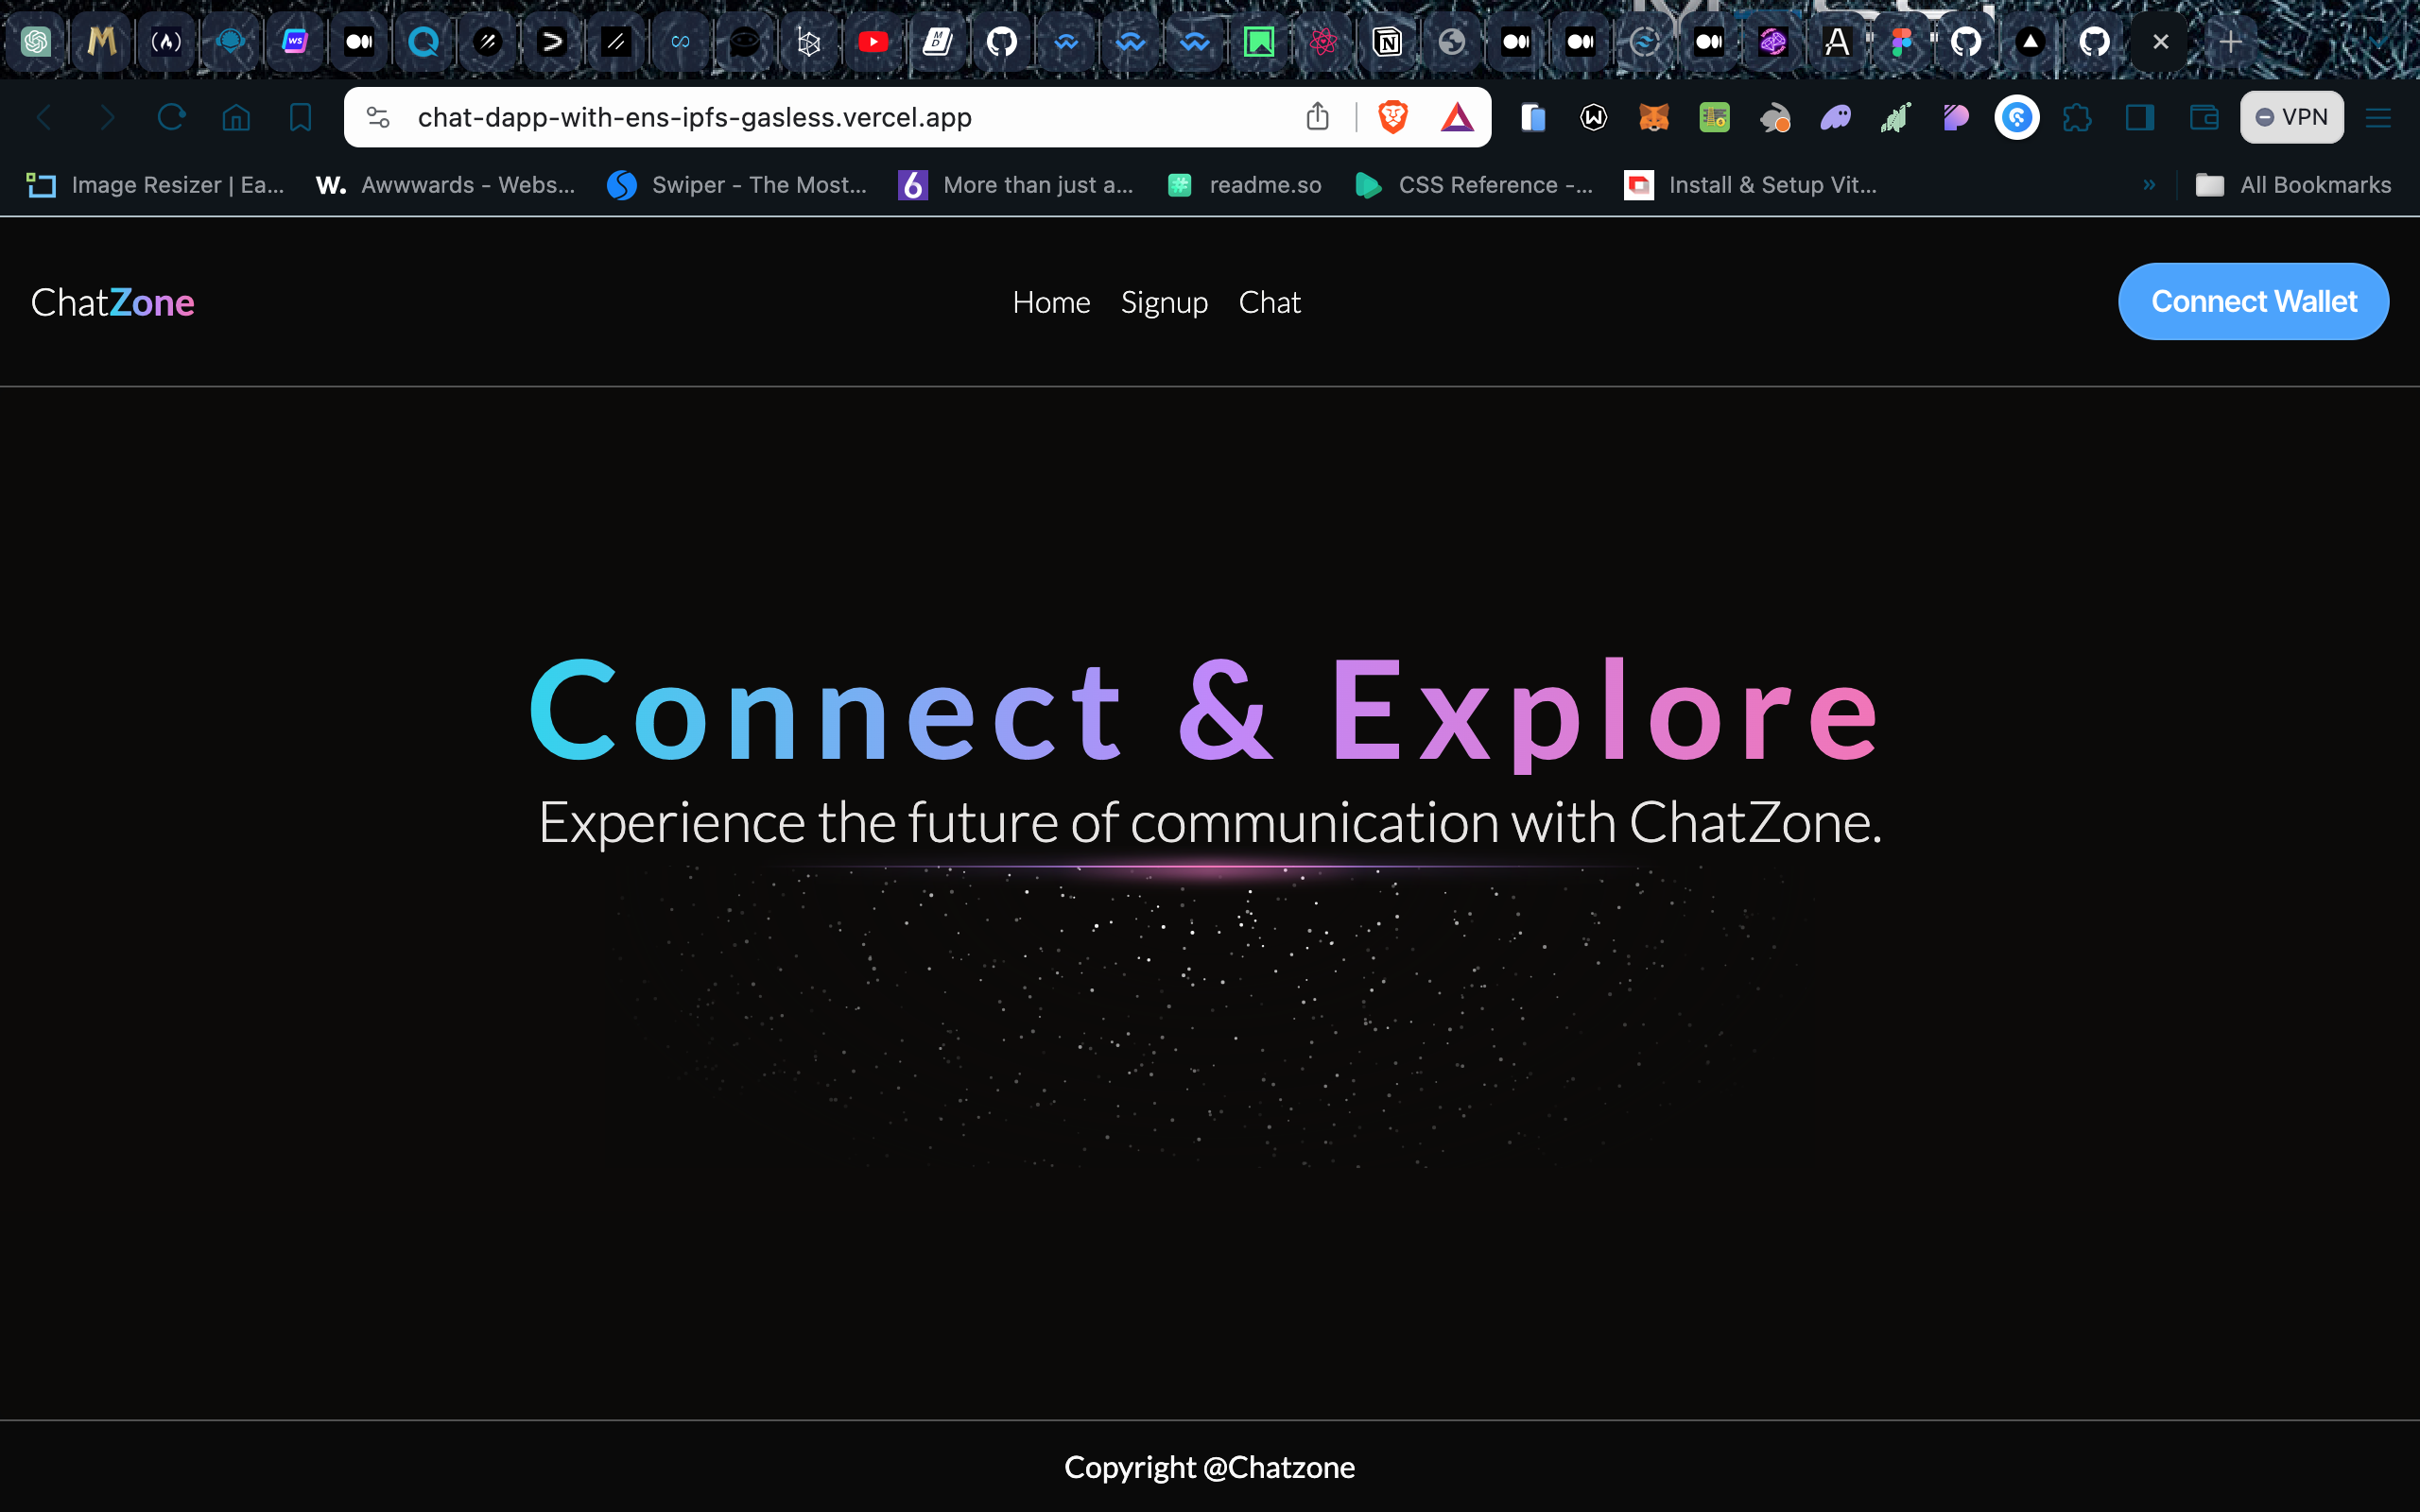 chat-dapp-with-ens-ipfs-gasless.vercel.app
VPN
Image Resizer | Ea...
W. Awwwards - Webs...
Swiper - The Most...
6 More than just a...
readme.so
CSS Reference -...
Install & Setup Vit...
»
All Bookmarks
ChatZone
Home
Signup
Chat
Connect Wallet
Connect & Explore
Experience the future of communication with ChatZone.
Copyright @Chatzone